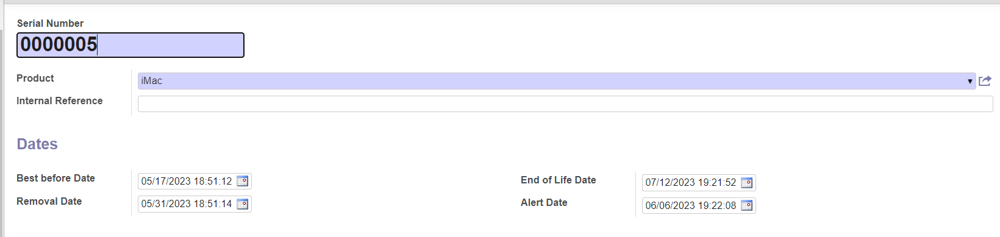 Serial Number
0000005
Product
iMac
Internal Reference
Dates
Best before Date
05/17/2023 18:51:12
End of Life Date
07/12/2023 19:21:52
Removal Date
05/31/2023 18:51:14
Alert Date
06/06/2023 19:22:08